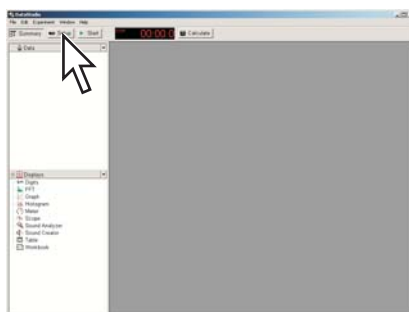 DataStudio
File Edit Experiment Window Help
Summary Setup Start 00:00.0 Calculate
Data
Displays
Digits
FFT
Graph
Histogram
Meter
Scope
Sound Analyzer
Sound Creator
Table
Workbook